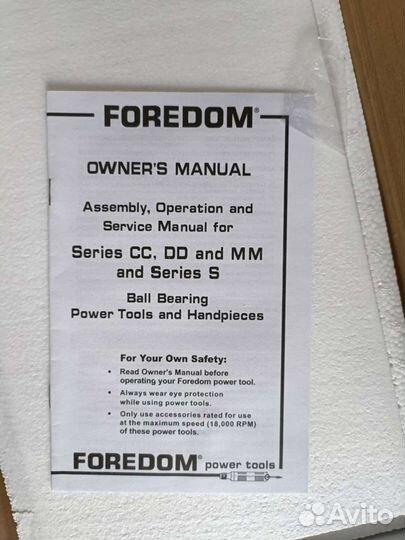 FOREDOM®
OWNER'S MANUAL
Assembly, Operation and
Service Manual for
Series CC, DD and MM
and Series S
Ball Bearing
Power Tools and Handpieces
For Your Own Safety:
• Read Owner's Manual before
operating your Foredom power tool.
• Always wear eye protection
while using power tools.
• Only use accessories rated for use
at the maximum speed (18,000 RPM)
of these power tools.
FOREDOM® power tools
Avito